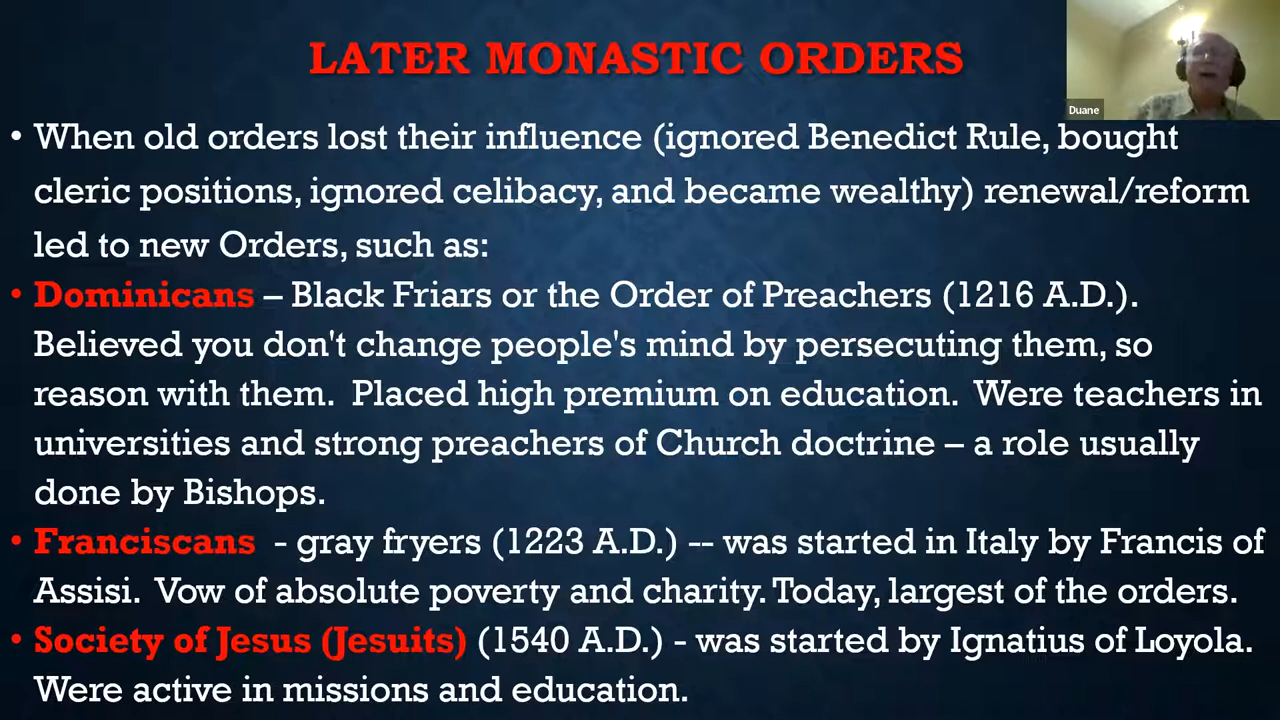 LATER MONASTIC ORDERS
Duane
• When old orders lost their influence (ignored Benedict Rule, bought
cleric positions, ignored celibacy, and became wealthy) renewal/reform
led to new Orders, such as:
• Dominicans – Black Friars or the Order of Preachers (1216 A.D.).
Believed you don't change people's mind by persecuting them, so
reason with them. Placed high premium on education. Were teachers in
universities and strong preachers of Church doctrine – a role usually
done by Bishops.
• Franciscans - gray fryers (1223 A.D.) -- was started in Italy by Francis of
Assisi. Vow of absolute poverty and charity. Today, largest of the orders.
• Society of Jesus (Jesuits) (1540 A.D.) - was started by Ignatius of Loyola.
Were active in missions and education.